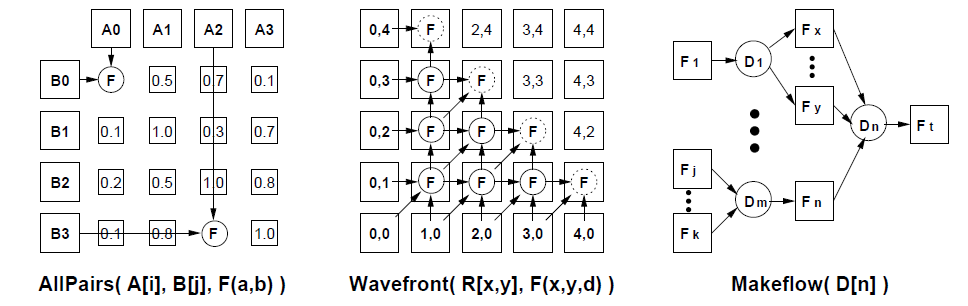 A0 A1 A2 A3
B0 F 0.5 0.7 0.1
B1 0.1 1.0 0.3 0.7
B2 0.2 0.5 1.0 0.8
B3 0.1 0.8 F 1.0
AllPairs( A[i], B[j], F(a,b) )
0,4 F 2,4 3,4 4,4
0,3 F F 3,3 4,3
0,2 F F F 4,2
0,1 F F F F
0,0 1,0 2,0 3,0 4,0
Wavefront( R[x,y], F(x,y,d) )
F x
F 1 D1
F y
Dn F t
F j
Dm F n
F k
Makeflow( D[n] )